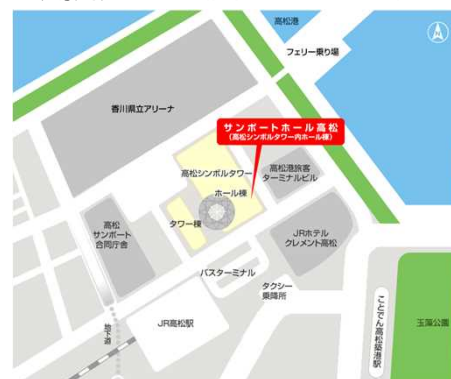 高松港
フェリー乗り場
香川県立アリーナ
サンポートホール高松
(高松シンボルタワー内ホール棟)
高松シンボルタワー
ホール棟
高松港旅客
ターミナルビル
タワー棟
高松
サンポート
合同庁舎
JRホテル
クレメント高松
バスターミナル
タクシー
乗降所
JR高松駅
地下道
ことでん高松築港駅
玉藻公園